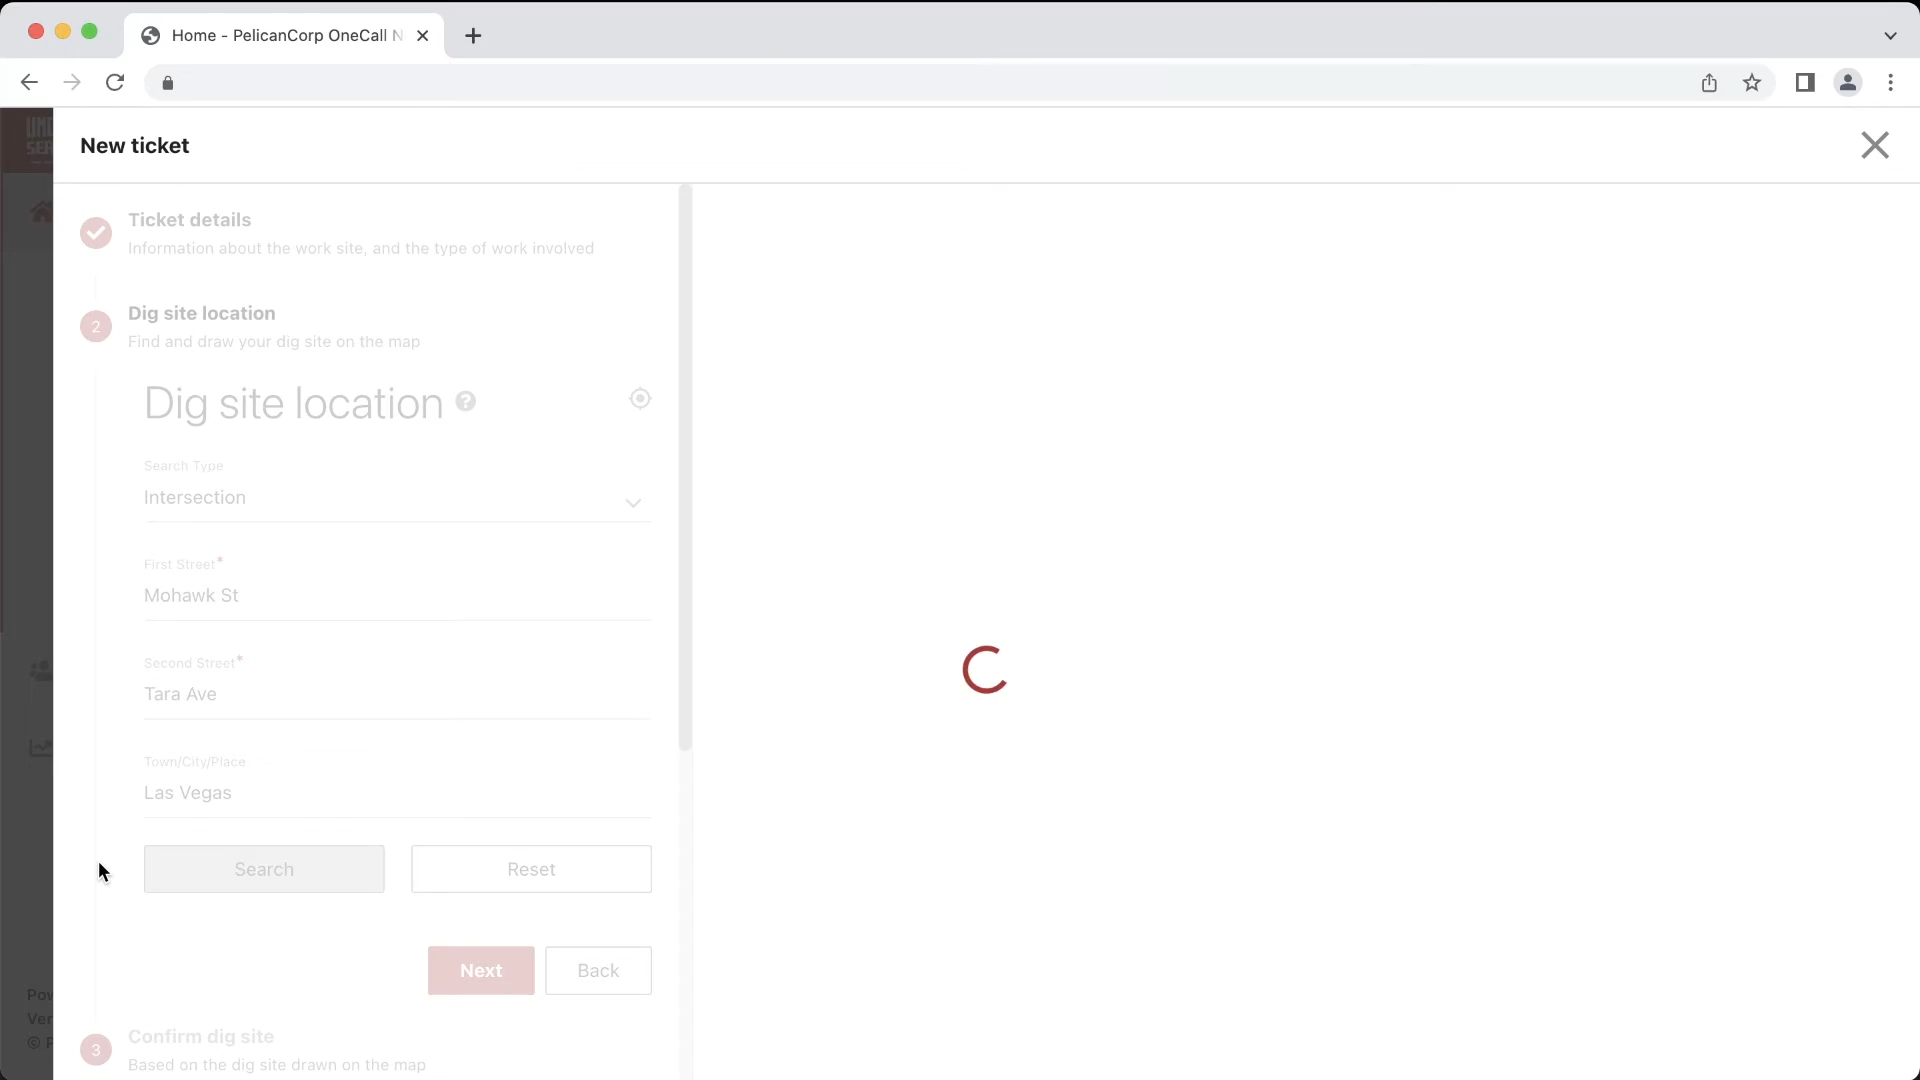 Home - PelicanCorp OneCall N
New ticket
Ticket details
Information about the work site, and the type of work involved
2
Dig site location
Find and draw your dig site on the map
Dig site location ?
Search Type
Intersection
First Street*
Mohawk St
Second Street*
Tara Ave
Town/City/Place
Las Vegas
Search
Reset
Next
Back
3
Confirm dig site
Based on the dig site drawn on the map